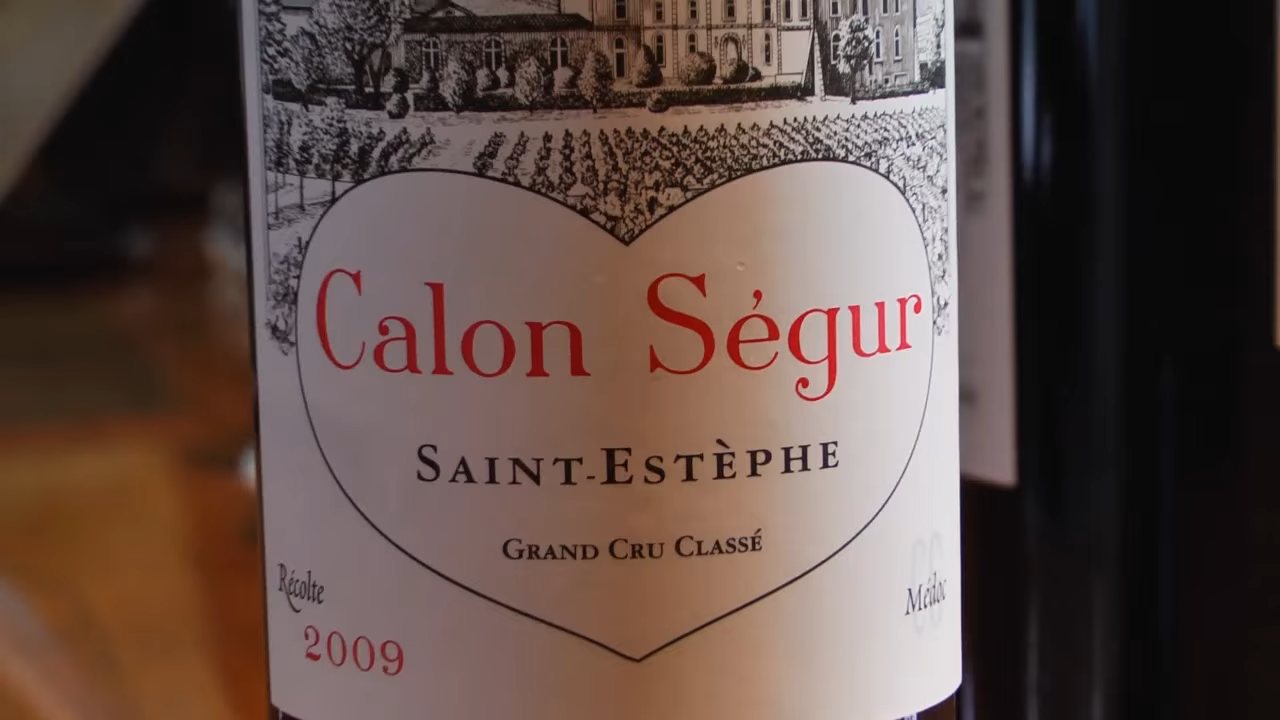 Calon Ségur
SAINT-ESTÈPHE
GRAND CRU CLASSÉ
Récolte
2009
Médoc